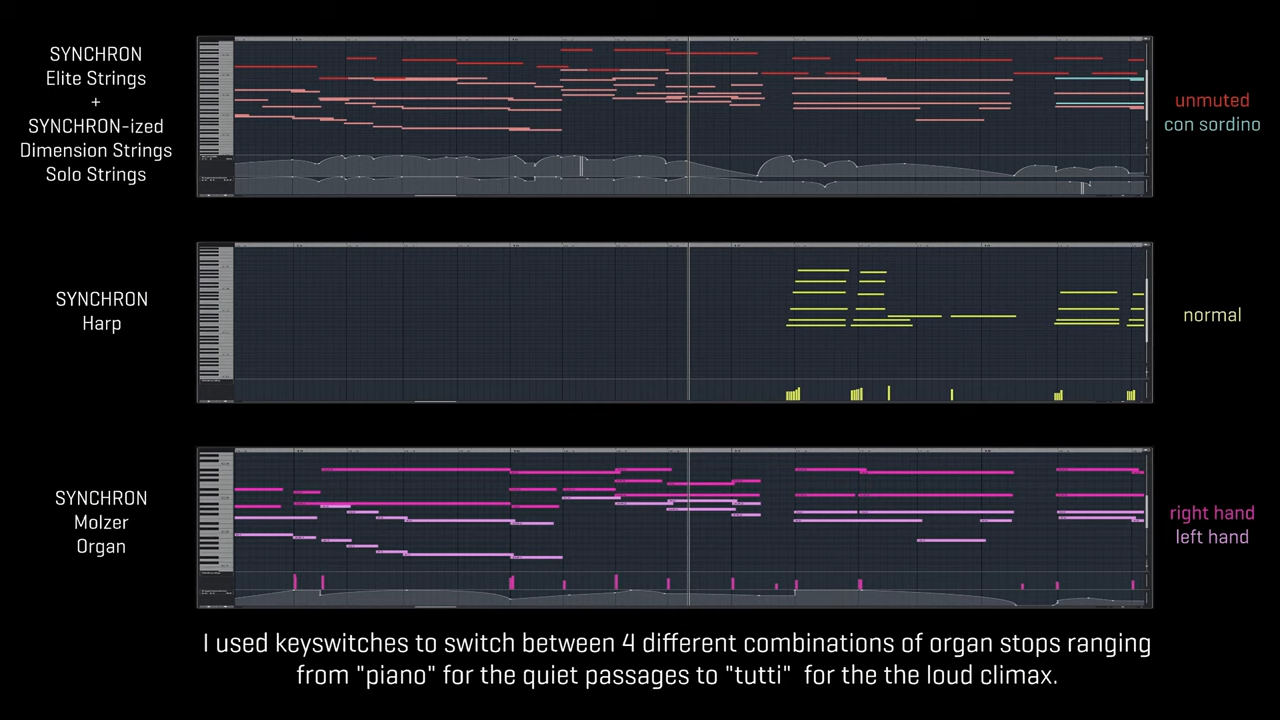 SYNCHRON
Elite Strings
+
SYNCHRON-ized
Dimension Strings
Solo Strings
unmuted
con sordino
SYNCHRON
Harp
normal
SYNCHRON
Molzer
Organ
right hand
left hand
I used keyswitches to switch between 4 different combinations of organ stops ranging
from "piano" for the quiet passages to "tutti"  for the the loud climax.